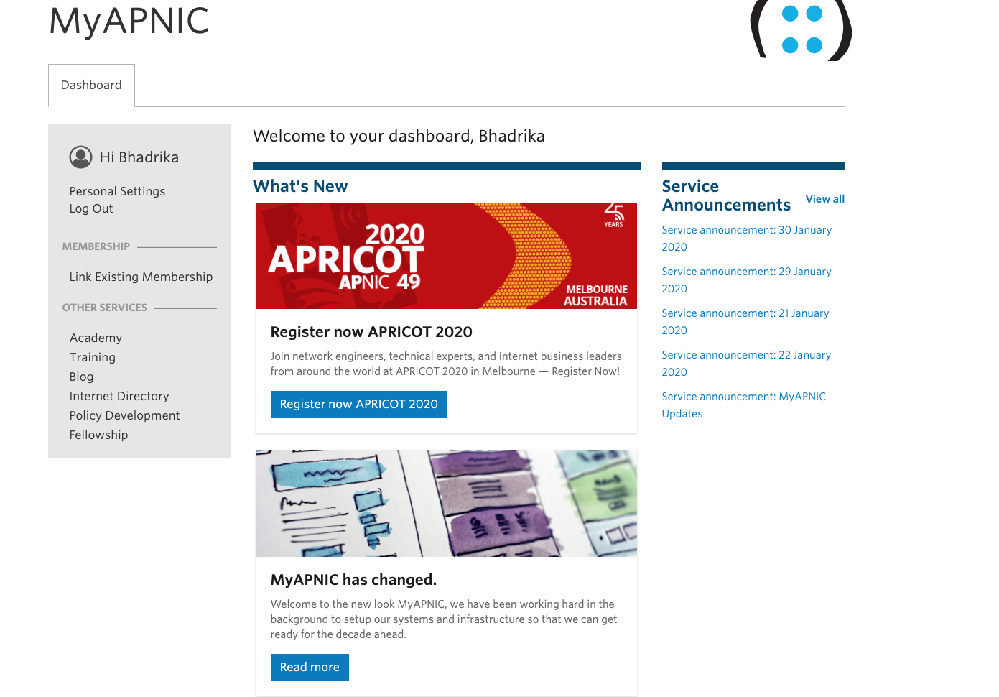 MyAPNIC
Dashboard
Hi Bhadrika
Personal Settings
Log Out
MEMBERSHIP
Link Existing Membership
OTHER SERVICES
Academy
Training
Blog
Internet Directory
Policy Development
Fellowship
Welcome to your dashboard, Bhadrika
What's New
2020
APRICOT
APNIC 49
25
YEARS
MELBOURNE
AUSTRALIA
Register now APRICOT 2020
Join network engineers, technical experts, and Internet business leaders
from around the world at APRICOT 2020 in Melbourne — Register Now!
Register now APRICOT 2020
MyAPNIC has changed.
Welcome to the new look MyAPNIC, we have been working hard in the
background to setup our systems and infrastructure so that we can get
ready for the decade ahead.
Read more
Service
Announcements
View all
Service announcement: 30 January
2020
Service announcement: 29 January
2020
Service announcement: 21 January
2020
Service announcement: 22 January
2020
Service announcement: MyAPNIC
Updates